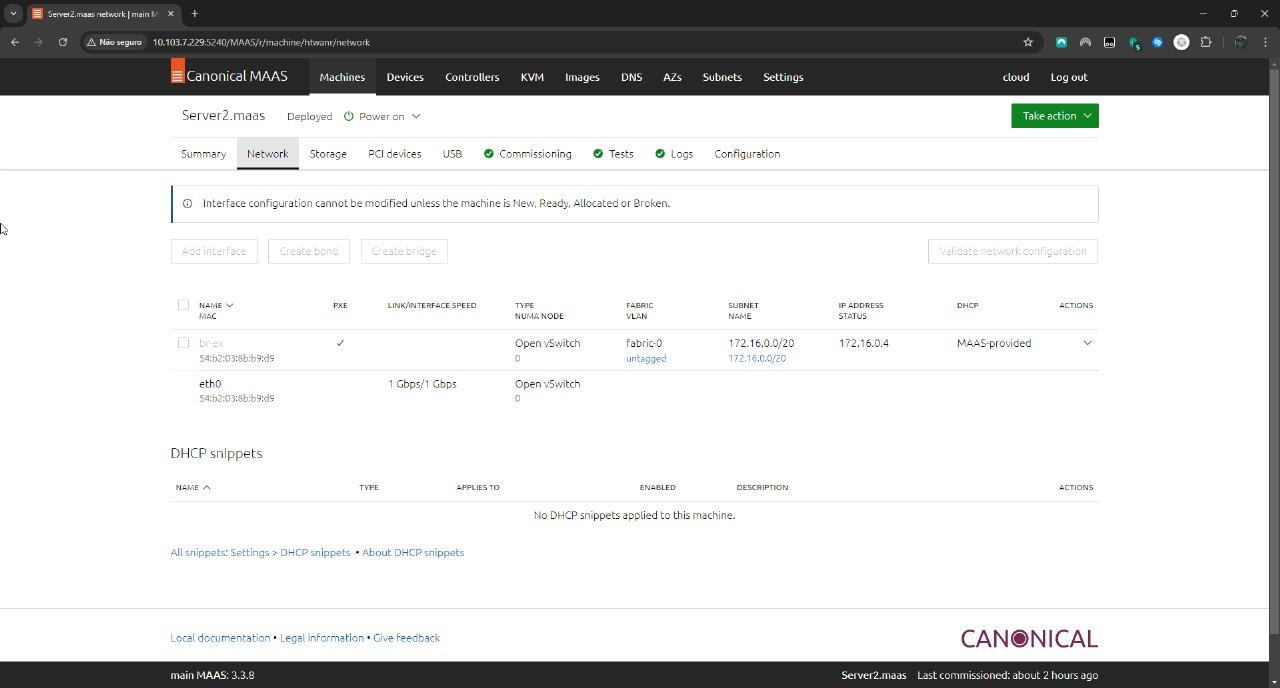 Server2.maas network | main M
Não seguro 10.103.7.229:5240/MAAS/r/machine/htwanr/network
Canonical MAAS Machines Devices Controllers KVM Images DNS AZs Subnets Settings cloud Log out
Server2.maas Deployed Power on Take action
Summary Network Storage PCI devices USB Commissioning Tests Logs Configuration
Interface configuration cannot be modified unless the machine is New, Ready, Allocated or Broken.
Add interface Create bond Create bridge Validate network configuration
NAME PXE LINK/INTERFACE SPEED TYPE FABRIC SUBNET IP ADDRESS DHCP ACTIONS
MAC NUMA NODE VLAN NAME STATUS
br-ex Open vSwitch fabric-0 172.16.0.0/20 172.16.0.4 MAAS-provided
54:b2:03:8b:b9:d9 0 untagged 172.16.0.0/20
eth0 1 Gbps/1 Gbps Open vSwitch
54:b2:03:8b:b9:d9 0
DHCP snippets
NAME TYPE APPLIES TO ENABLED DESCRIPTION ACTIONS
No DHCP snippets applied to this machine.
All snippets: Settings > DHCP snippets • About DHCP snippets
Local documentation • Legal information • Give feedback
CANONICAL
main MAAS: 3.3.8 Server2.maas Last commissioned: about 2 hours ago